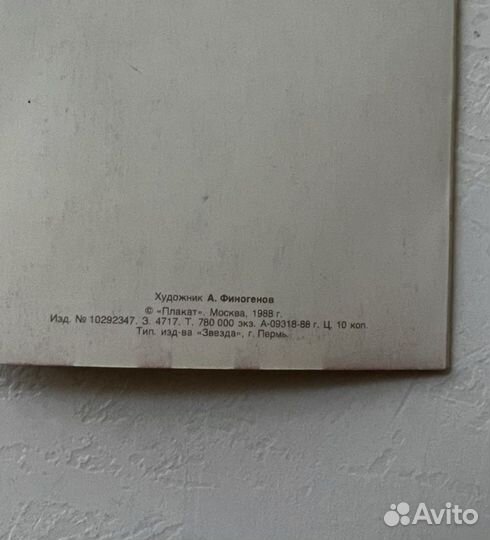 Художник А. Финогенов
© «Плакат». Москва, 1988 г.
Изд. № 10292347. З. 4717. Т. 780 000 экз. А-09318-88 г. Ц. 10 коп.
Тип. изд-ва «Звезда», г. Пермь.
Avito